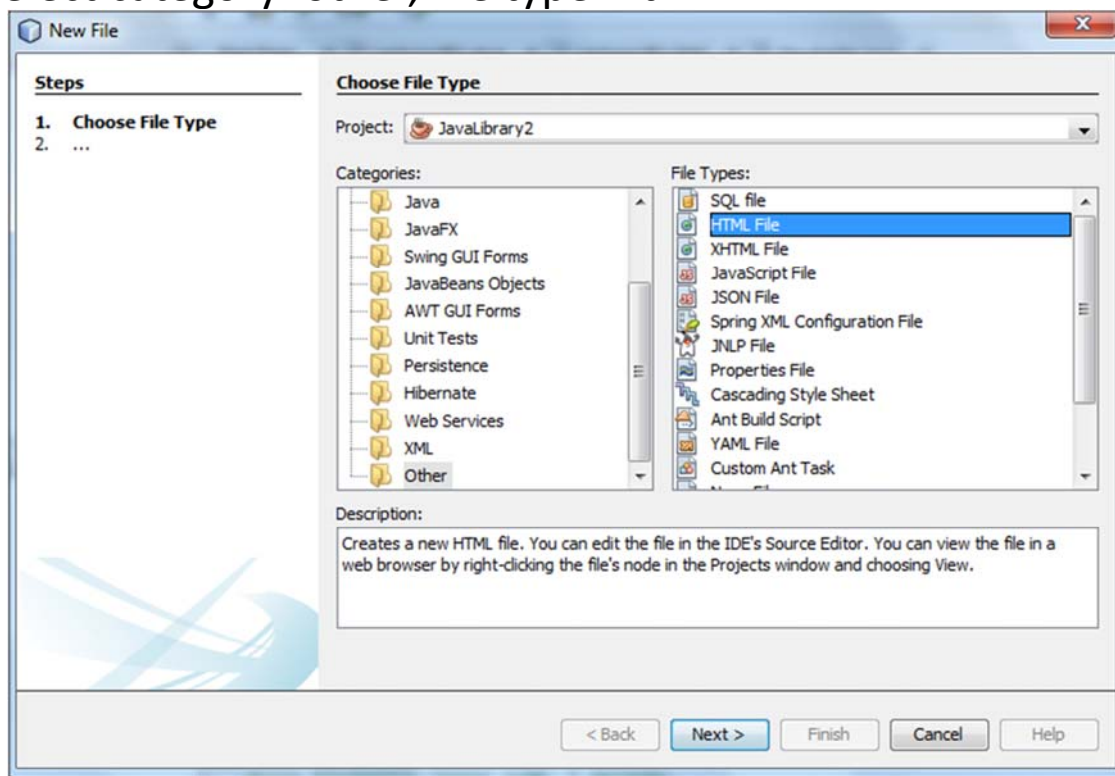 New File
Steps
1. Choose File Type
2. ...
Choose File Type
Project: JavaLibrary2
Categories:
Java
JavaFX
Swing GUI Forms
JavaBeans Objects
AWT GUI Forms
Unit Tests
Persistence
Hibernate
Web Services
XML
Other
File Types:
SQL file
HTML File
XHTML File
JavaScript File
JSON File
Spring XML Configuration File
JNLP File
Properties File
Cascading Style Sheet
Ant Build Script
YAML File
Custom Ant Task
Description:
Creates a new HTML file. You can edit the file in the IDE's Source Editor. You can view the file in a
web browser by right-clicking the file's node in the Projects window and choosing View.
< Back Next > Finish Cancel Help